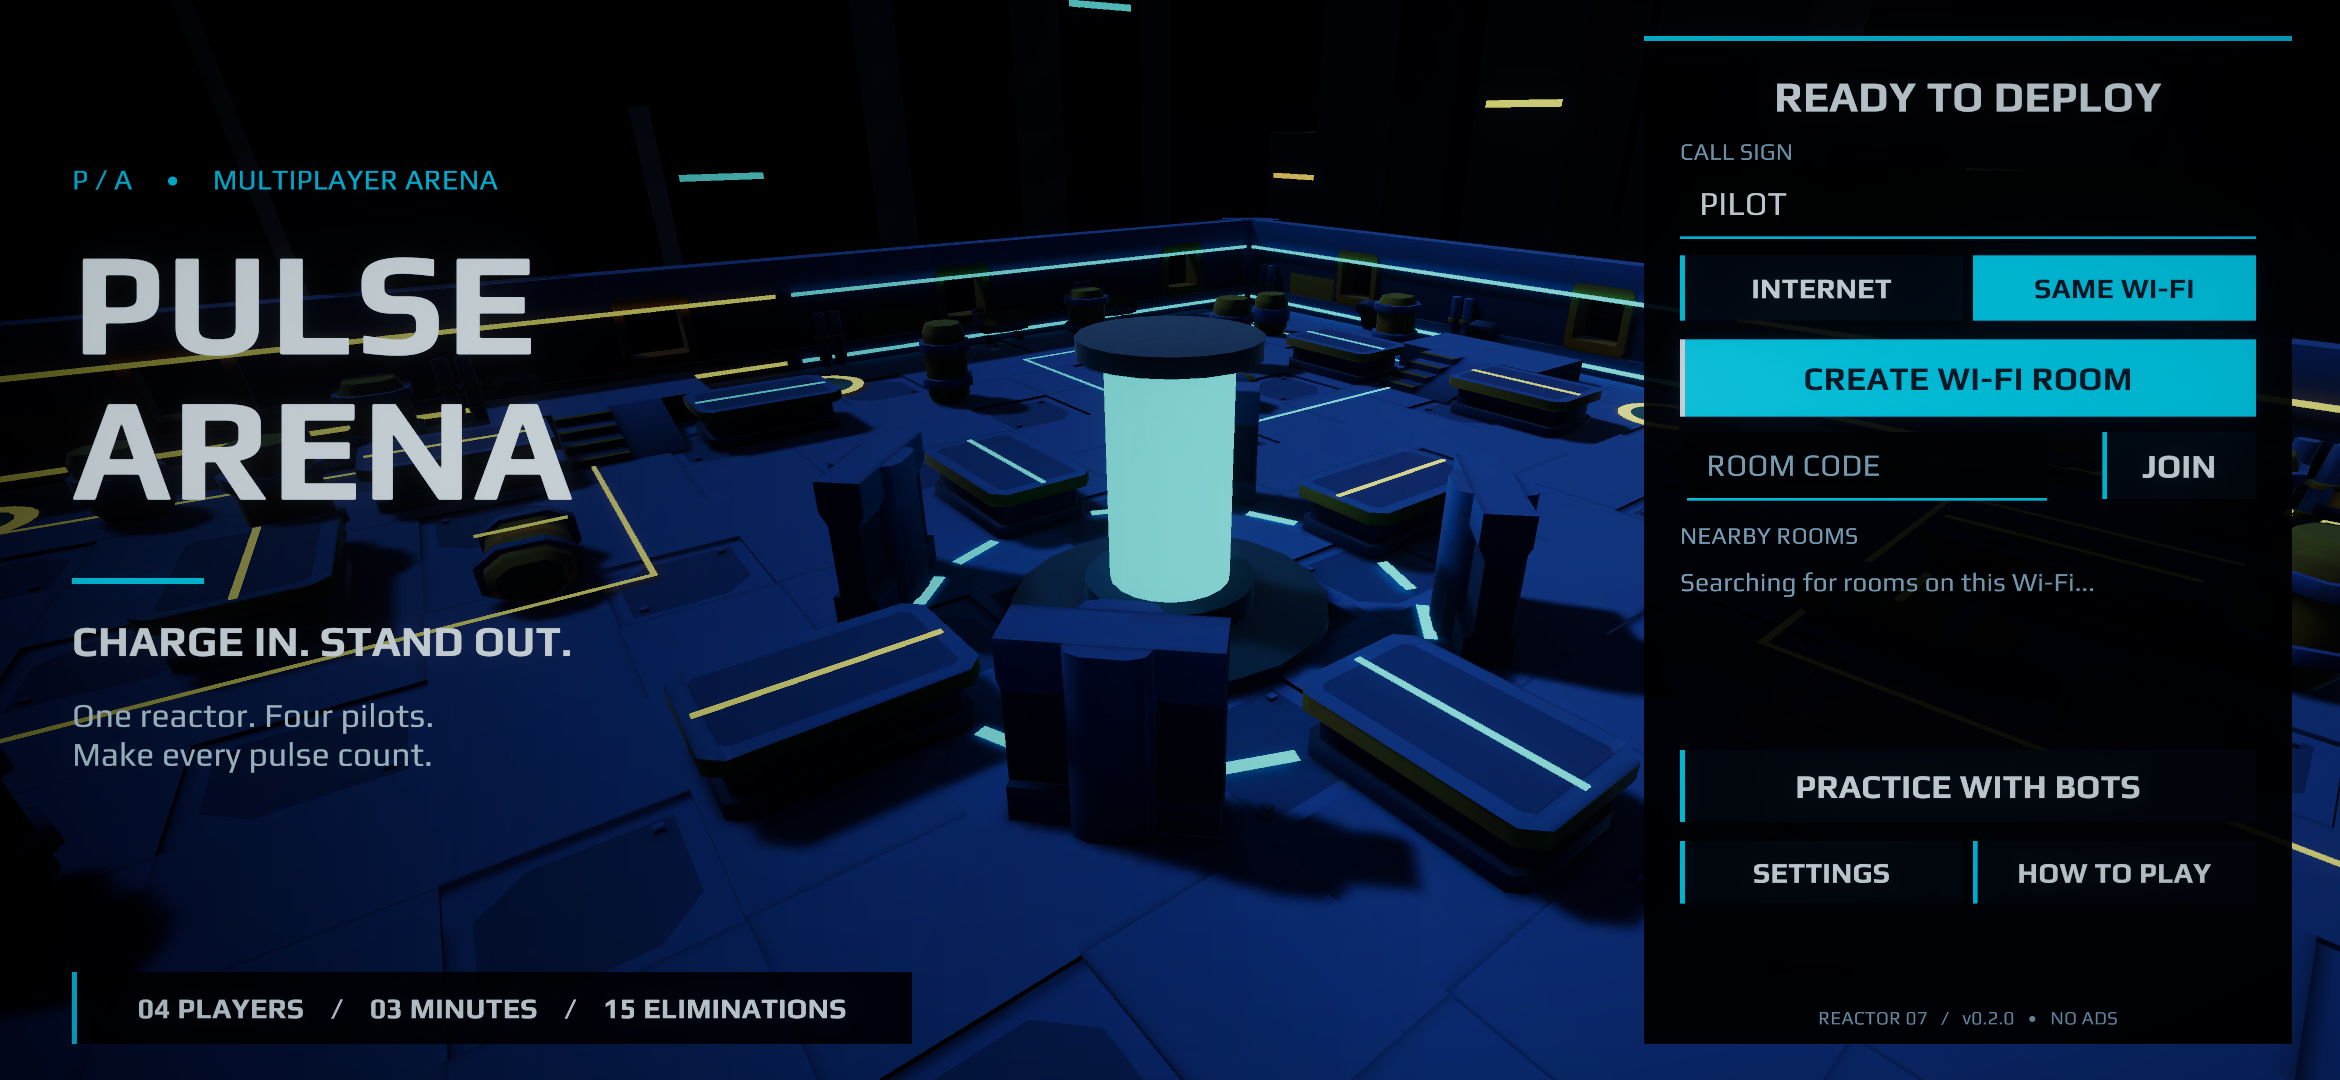 P / A • MULTIPLAYER ARENA
PULSE
ARENA
CHARGE IN. STAND OUT.
One reactor. Four pilots.
Make every pulse count.
04 PLAYERS / 03 MINUTES / 15 ELIMINATIONS
READY TO DEPLOY
CALL SIGN
PILOT
INTERNET
SAME WI-FI
CREATE WI-FI ROOM
ROOM CODE
JOIN
NEARBY ROOMS
Searching for rooms on this Wi-Fi...
PRACTICE WITH BOTS
SETTINGS
HOW TO PLAY
REACTOR 07 / v0.2.0 • NO ADS